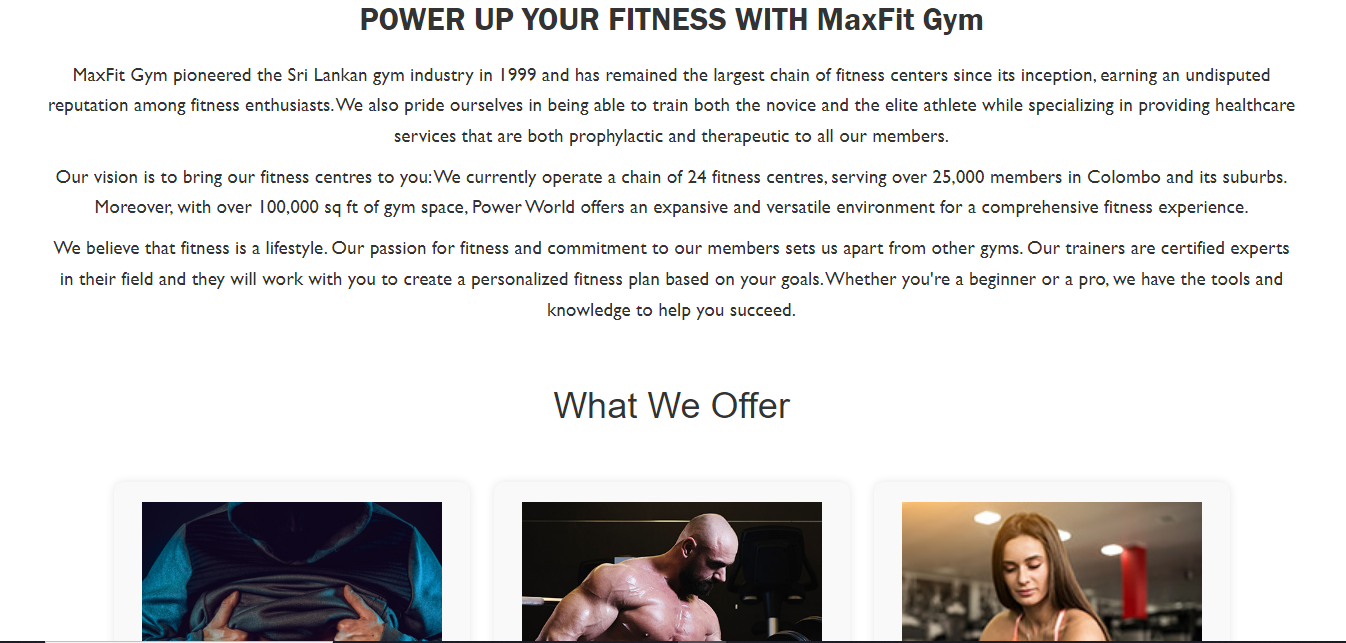 POWER UP YOUR FITNESS WITH MaxFit Gym
MaxFit Gym pioneered the Sri Lankan gym industry in 1999 and has remained the largest chain of fitness centers since its inception, earning an undisputed
reputation among fitness enthusiasts. We also pride ourselves in being able to train both the novice and the elite athlete while specializing in providing healthcare
services that are both prophylactic and therapeutic to all our members.
Our vision is to bring our fitness centres to you: We currently operate a chain of 24 fitness centres, serving over 25,000 members in Colombo and its suburbs.
Moreover, with over 100,000 sq ft of gym space, Power World offers an expansive and versatile environment for a comprehensive fitness experience.
We believe that fitness is a lifestyle. Our passion for fitness and commitment to our members sets us apart from other gyms. Our trainers are certified experts
in their field and they will work with you to create a personalized fitness plan based on your goals. Whether you're a beginner or a pro, we have the tools and
knowledge to help you succeed.
What We Offer